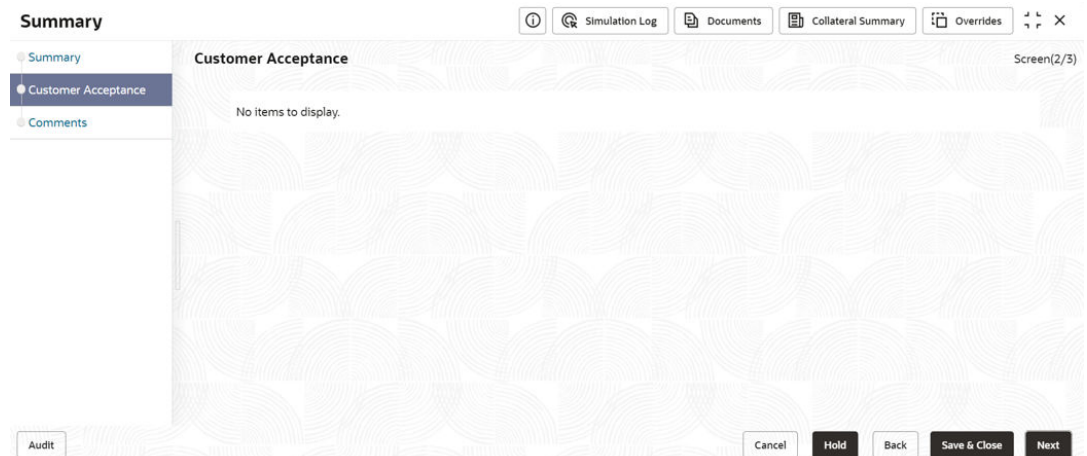 Summary
Simulation Log
Documents
Collateral Summary
Overrides
Summary
Customer Acceptance
Comments
Customer Acceptance
Screen(2/3)
No items to display.
Audit
Cancel
Hold
Back
Save & Close
Next